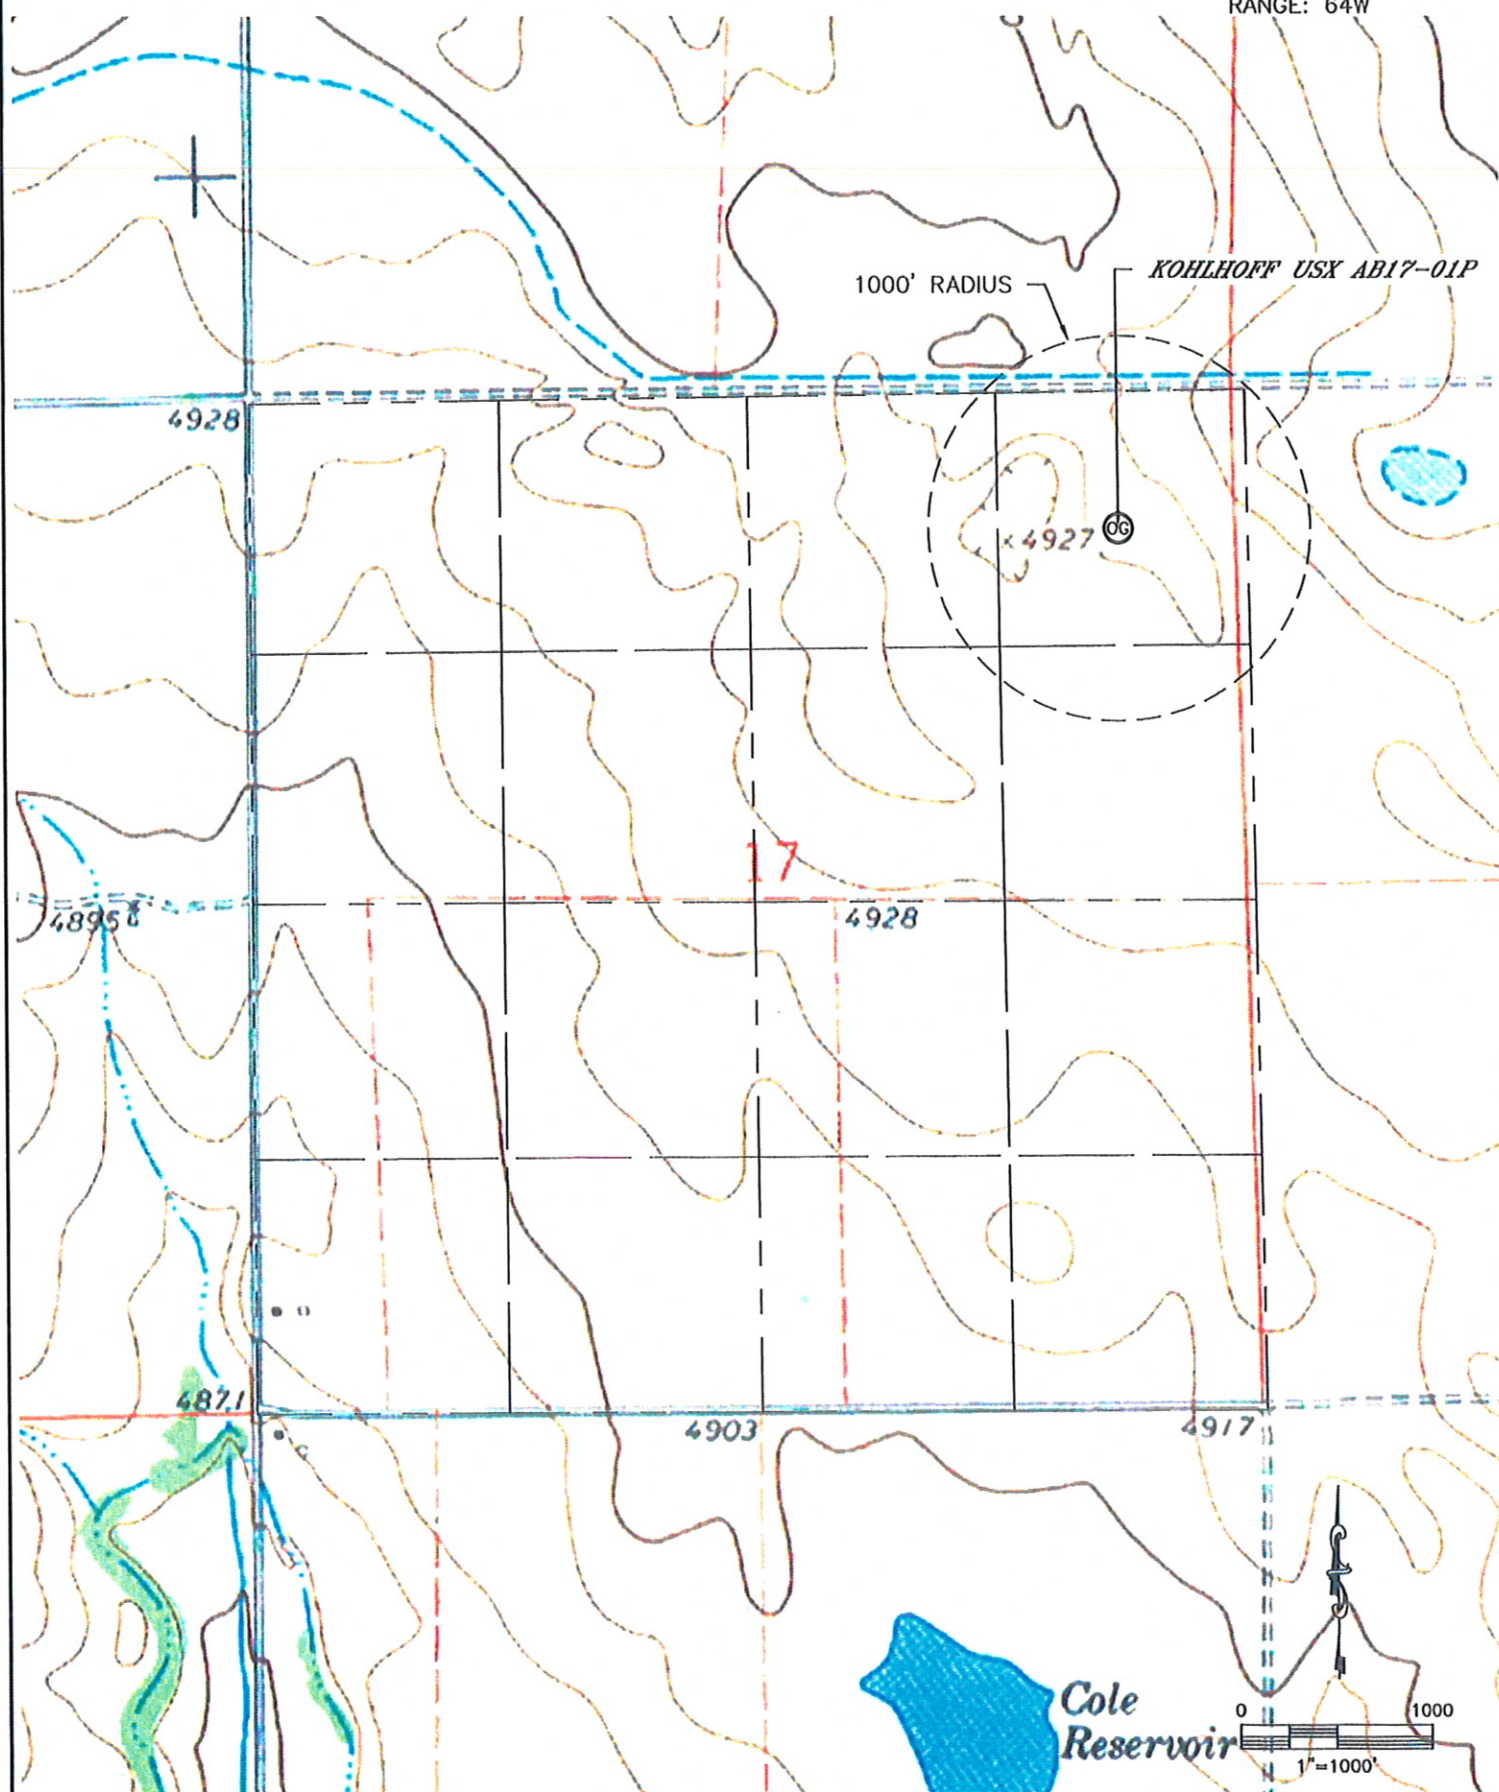 RANGE: 64W
KOHLHOFF USX AB17-01P
1000' RADIUS
4928
OG
x4927
17
4895
4928
4871
4903
4917
Cole
Reservoir
0
1000
1"=1000'